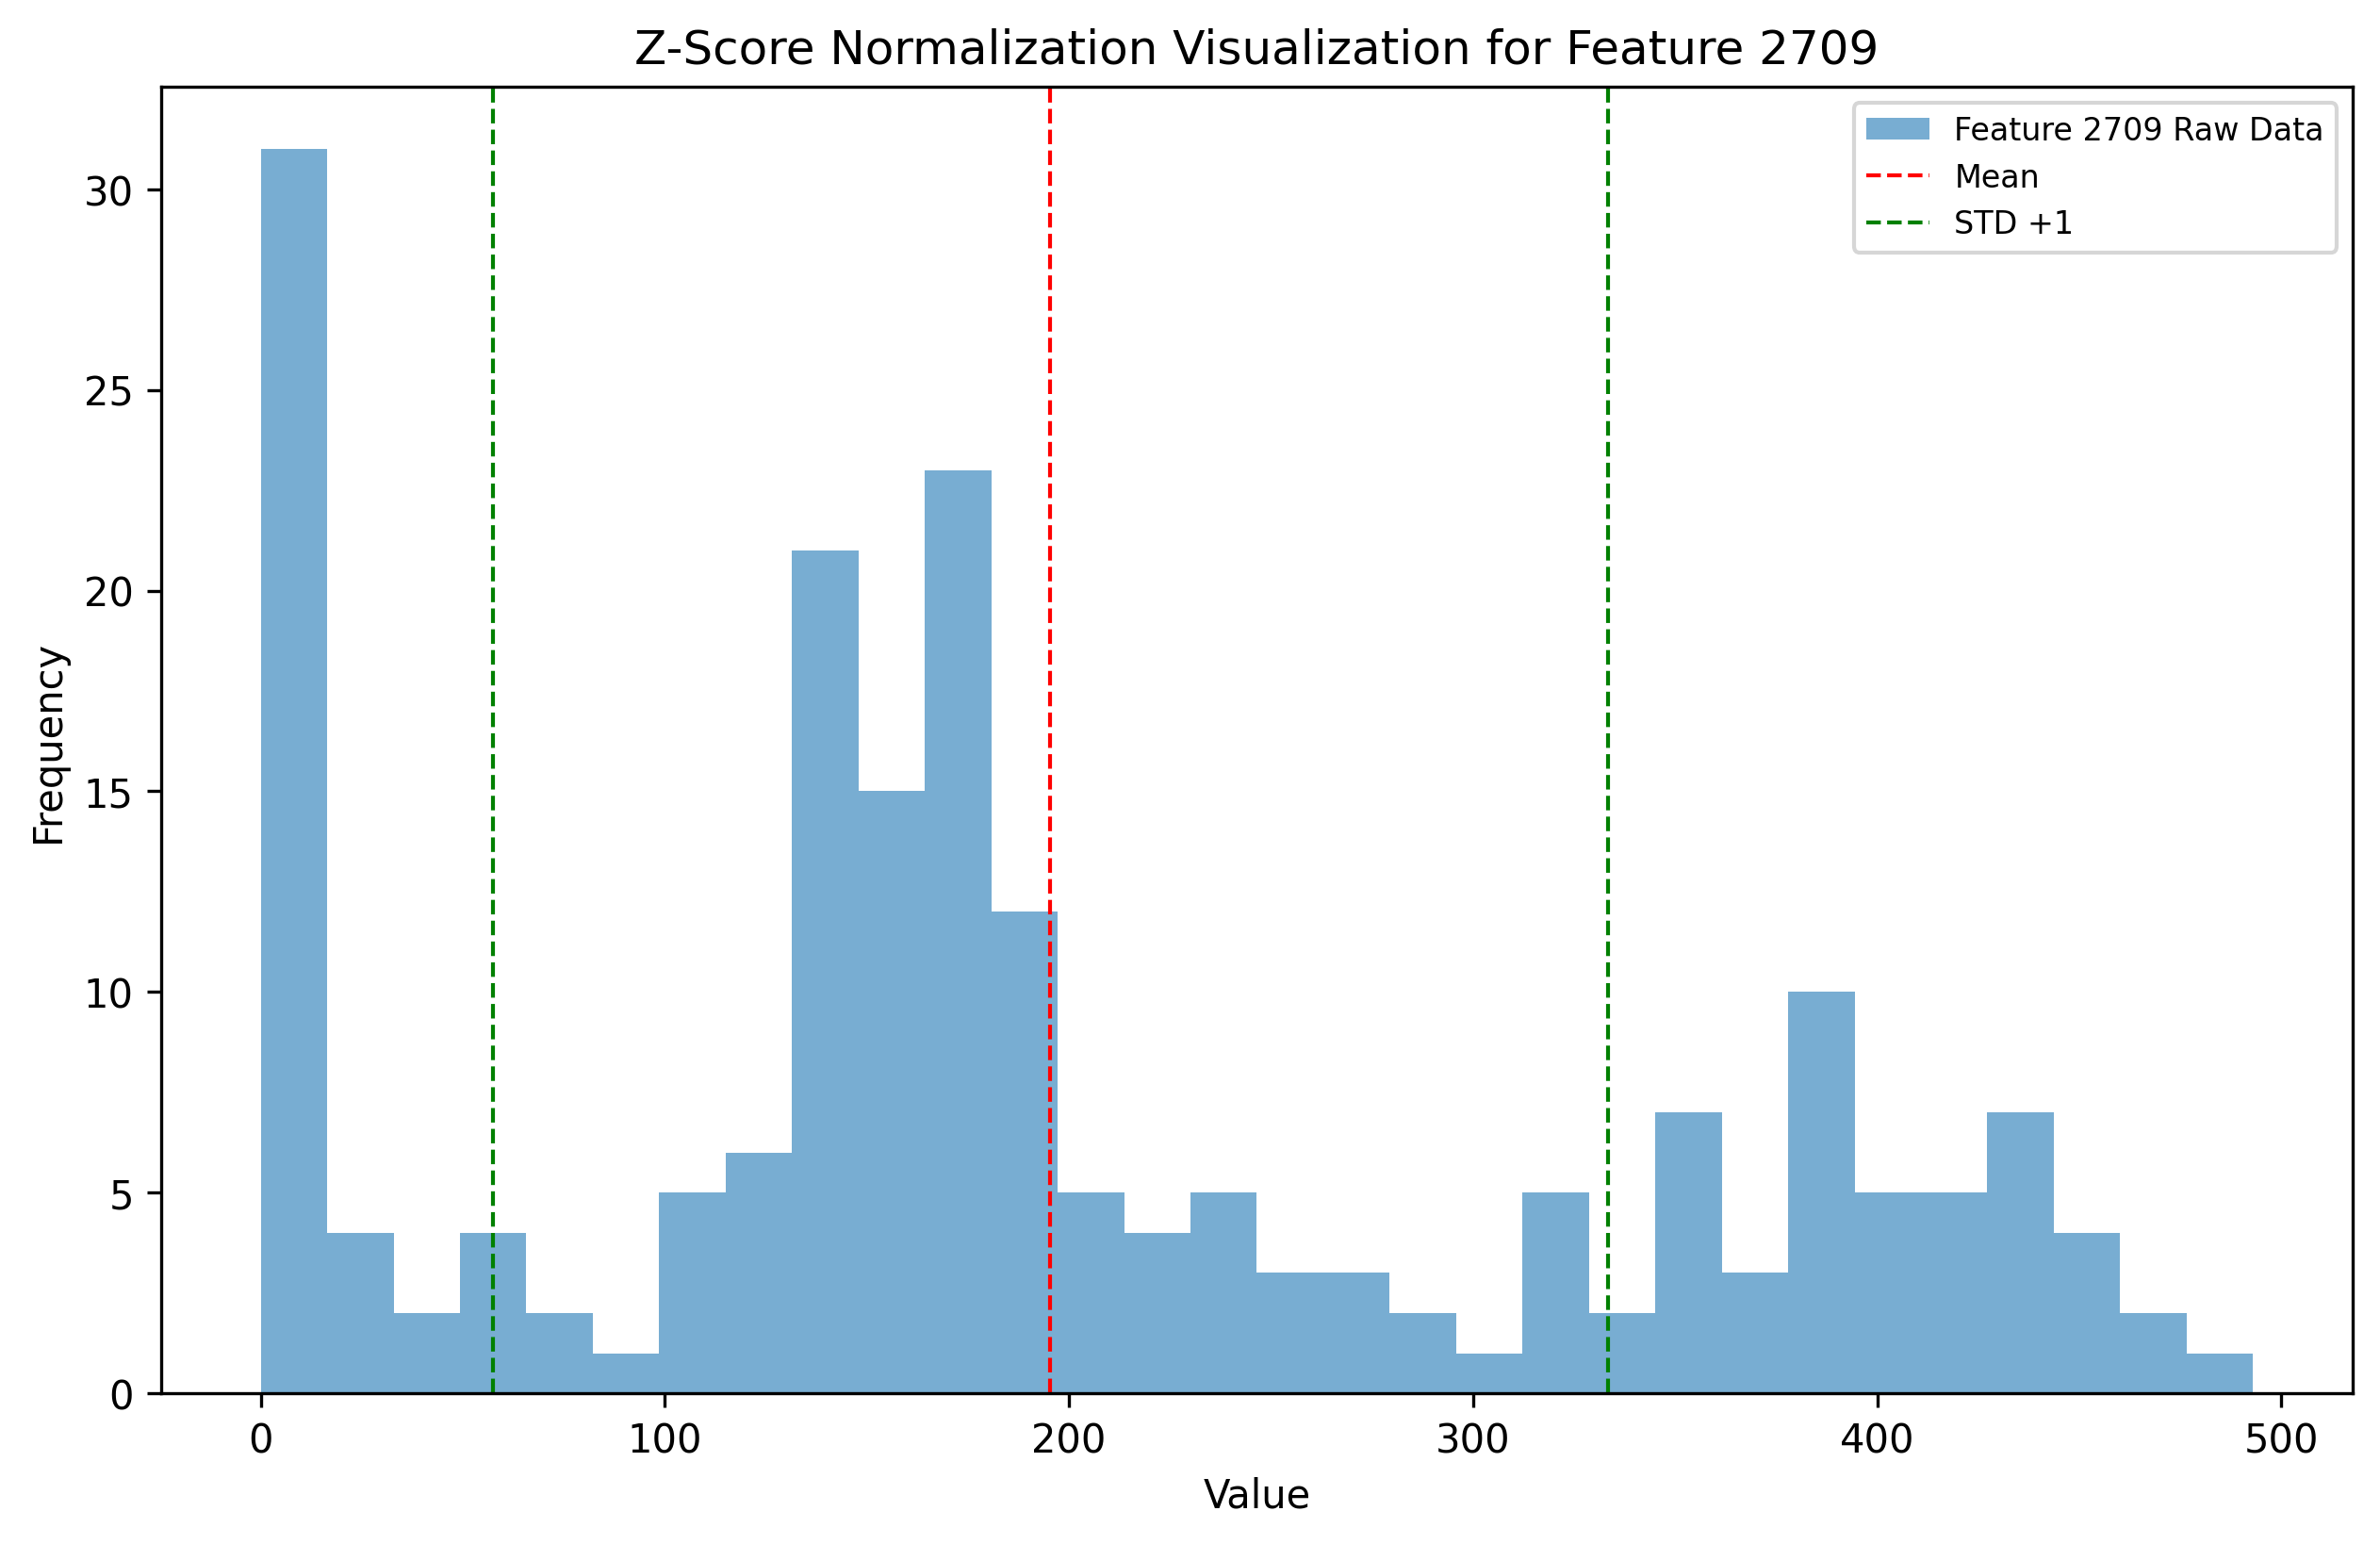 Z-Score Normalization Visualization for Feature 2709
Feature 2709 Raw Data
Mean
STD +1
30
25
20
15
10
5
0
Frequency
0 100 200 300 400 500
Value